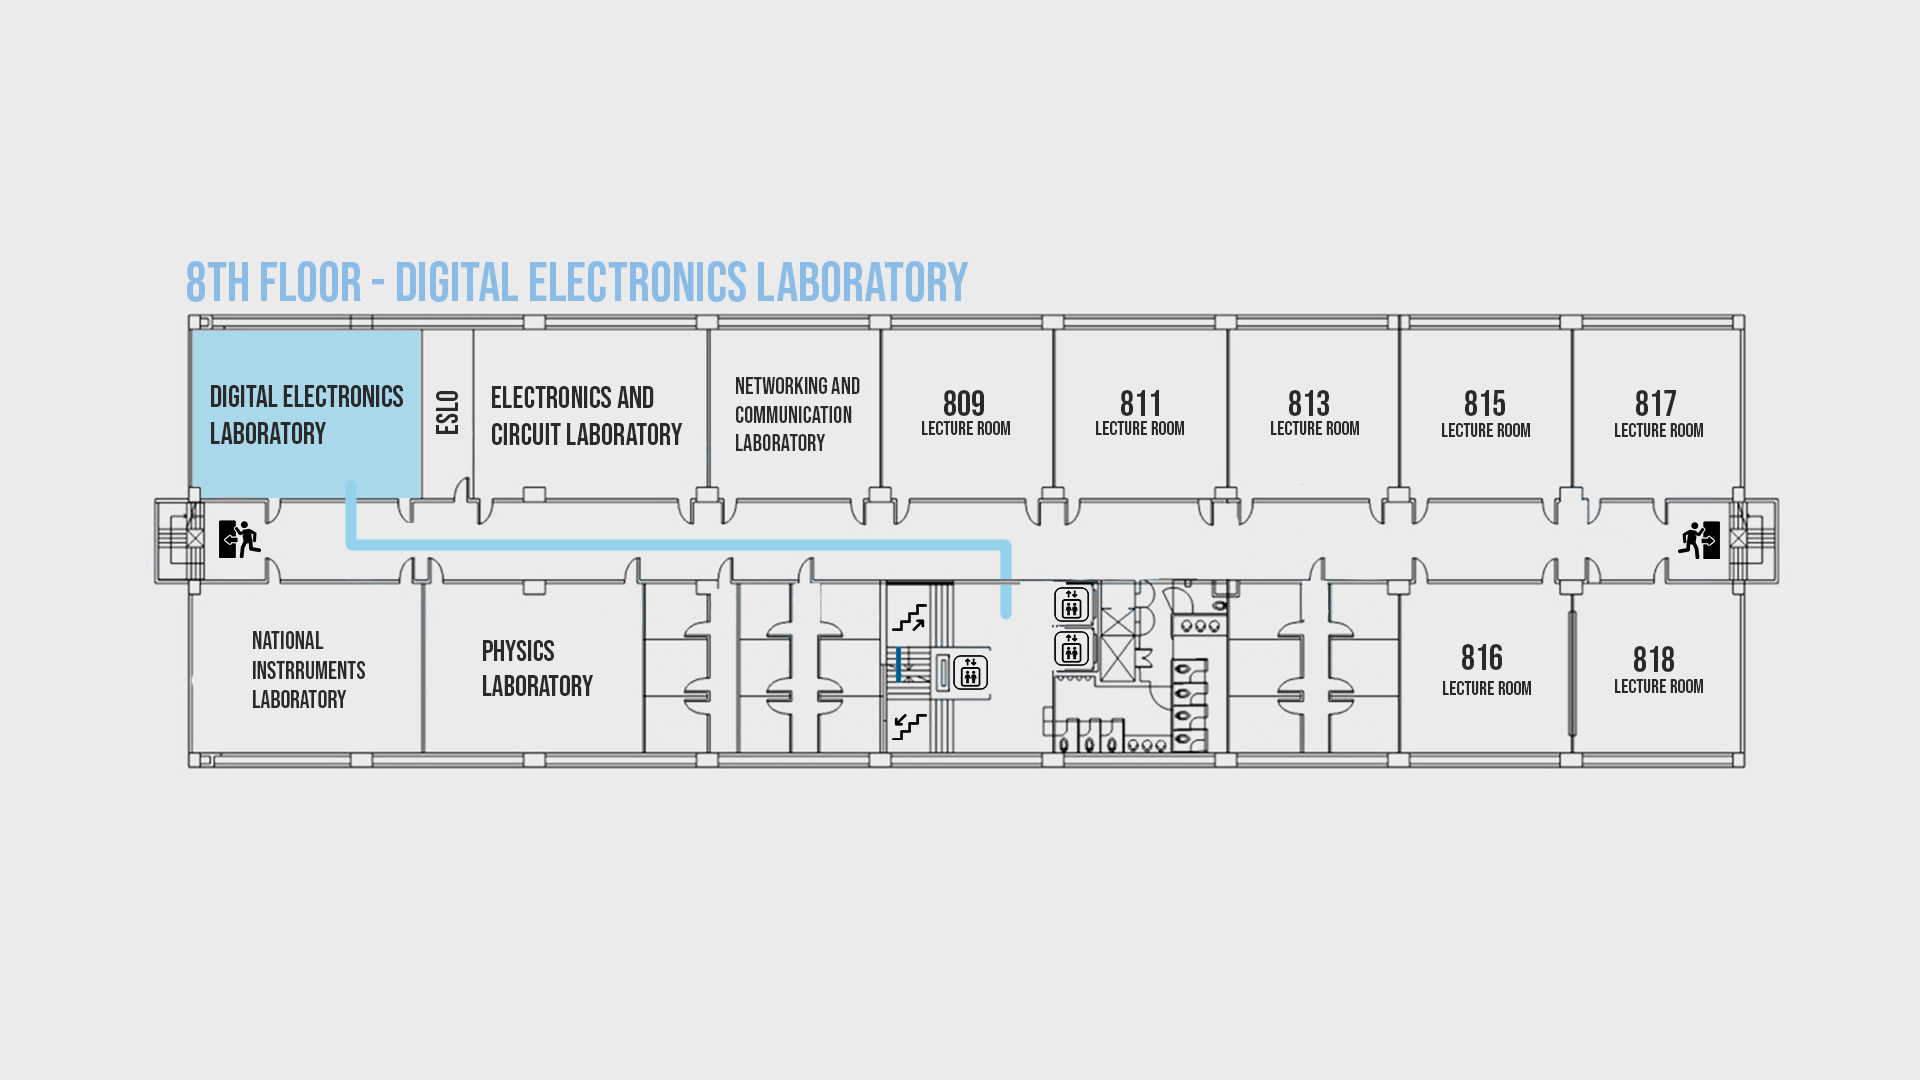 8TH FLOOR - DIGITAL ELECTRONICS LABORATORY
DIGITAL ELECTRONICS
LABORATORY
ESLO
ELECTRONICS AND
CIRCUIT LABORATORY
NETWORKING AND
COMMUNICATION
LABORATORY
809
LECTURE ROOM
811
LECTURE ROOM
813
LECTURE ROOM
815
LECTURE ROOM
817
LECTURE ROOM
NATIONAL
INSTRRUMENTS
LABORATORY
PHYSICS
LABORATORY
816
LECTURE ROOM
818
LECTURE ROOM